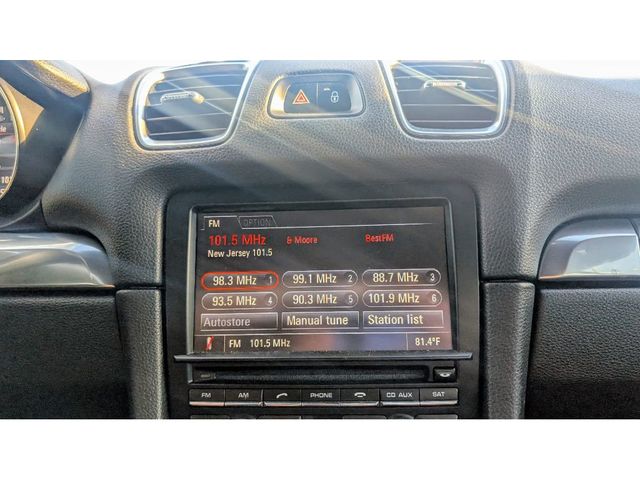 FM OPTION
101.5 MHz & Moore BestFM
New Jersey 101.5
98.3 MHz 1 99.1 MHz 2 88.7 MHz 3
93.5 MHz 4 90.3 MHz 5 101.9 MHz 6
Autostore Manual tune Station list
FM 101.5 MHz 81.4°F
FM AM PHONE CD AUX SAT